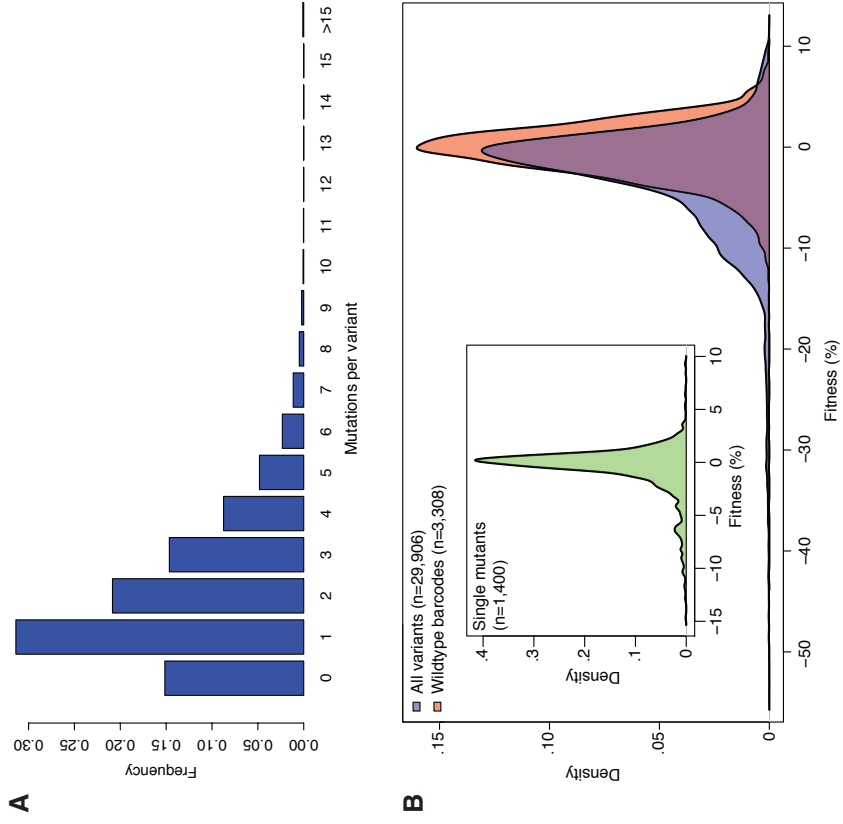 A
Frequency
0.30
0.25
0.20
0.15
0.10
0.05
0.00
0 1 2 3 4 5 6 7 8 9 10 11 12 13 14 15 >15
Mutations per variant
B
All variants (n=29,906)
Wildtype barcodes (n=3,308)
Density
.15
.10
.05
0
-50 -40 -30 -20 -10 0 10
Fitness (%)
Single mutants
(n=1,400)
Density
.4
.3
.2
.1
0
-15 -10 -5 0 5 10
Fitness (%)